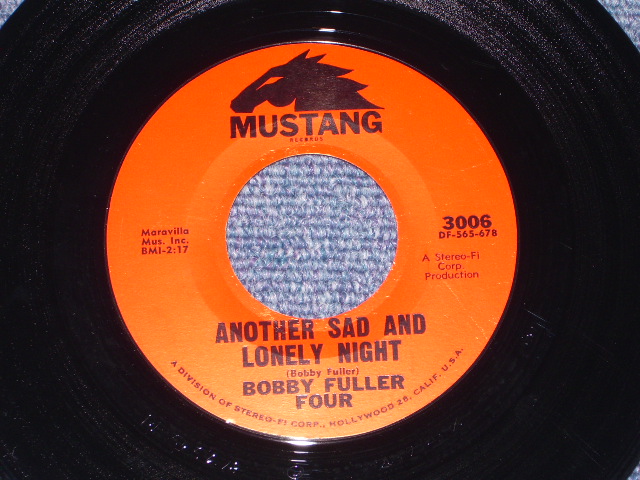 MUSTANG
RECORDS
Maravilla
Mus. Inc.
BMI-2:17
3006
DF-565-678
A Stereo-Fi
Corp.
Production
ANOTHER SAD AND
LONELY NIGHT
(Bobby Fuller)
BOBBY FULLER
FOUR
A DIVISION OF STEREO-FI CORP., HOLLYWOOD 28, CALIF. U.S.A.